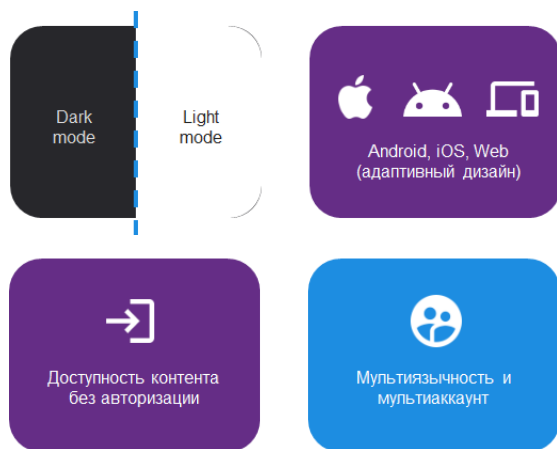 Dark
mode
Light
mode
Android, iOS, Web
(адаптивный дизайн)
Доступность контента
без авторизации
Мультиязычность и
мультиаккаунт